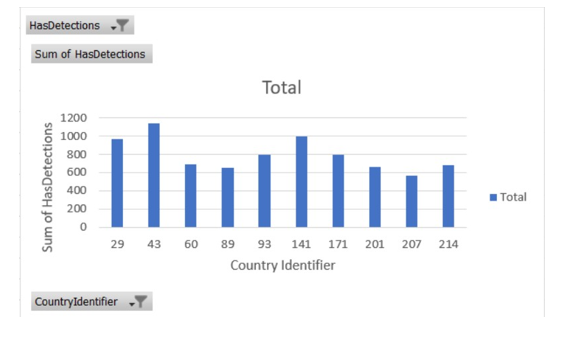 HasDetections
Sum of HasDetections
Total
1200
1000
800
600
400
200
0
Sum of HasDetections
29 43 60 89 93 141 171 201 207 214
Country Identifier
Total
CountryIdentifier